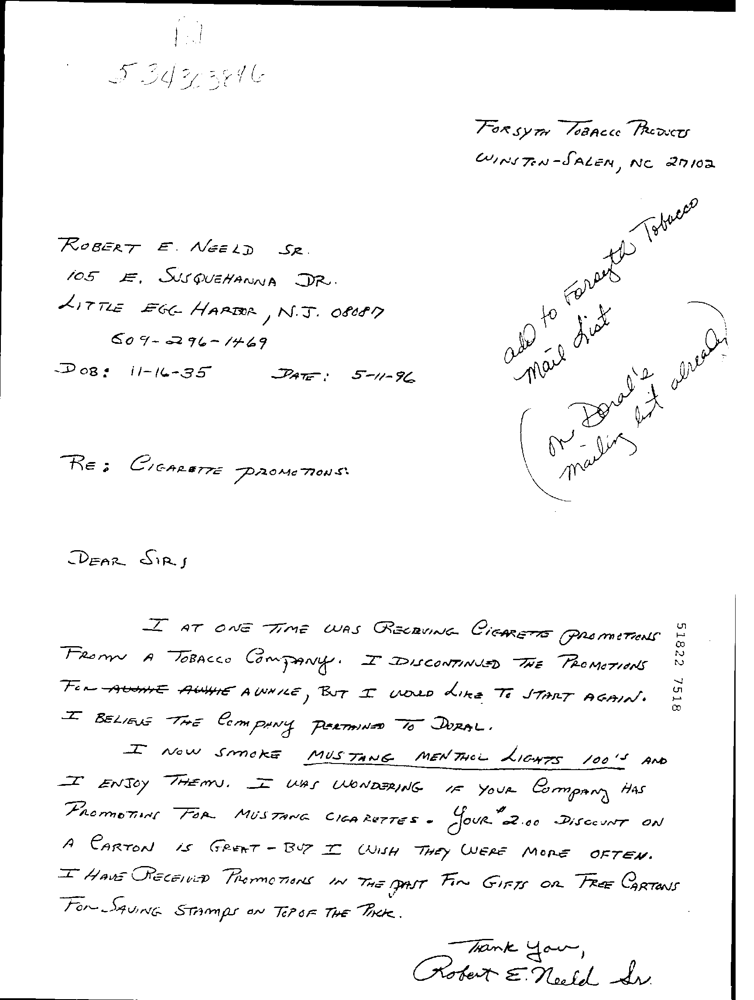 534303846
FORSYTH TOBACCO PRODUCTS
WINSTON-SALEM, NC 27102
ROBERT E. NEELD SR.
105 E. SUSQUEHANNA DR.
LITTLE EGG HARBOR, N.J. 08087
609-296-1469
DOB: 11-16-35 DATE: 5-11-96
add to Forsyth Tobacco
Mail List
(on Doral's
mailing list already)
RE: CIGARETTE PROMOTIONS.
DEAR SIR,
I AT ONE TIME WAS RECEVING CIGARETTE PROMOTIONS
FROM A TOBACCO COMPANY. I DISCONTINUED THE PROMOTIONS
FOR AWHILE, BUT I WOULD LIKE TO START AGAIN.
I BELIEVE THE COMPANY PERTAINED TO DORAL.
I NOW SMOKE MUSTANG MENTHOL LIGHTS 100'S AND
I ENJOY THEM. I WAS WONDERING IF YOUR COMPANY HAS
PROMOTIONS FOR MUSTANG CIGARETTES. YOUR $2.00 DISCOUNT ON
A CARTON IS GREAT - BUT I WISH THEY WERE MORE OFTEN.
I HAVE RECEIVED PROMOTIONS IN THE PAST FOR GIFTS OR FREE CARTONS
FOR SAVING STAMPS ON TOP OF THE PACK.
Thank You,
Robert E. Neeld Sr.
51822 7518